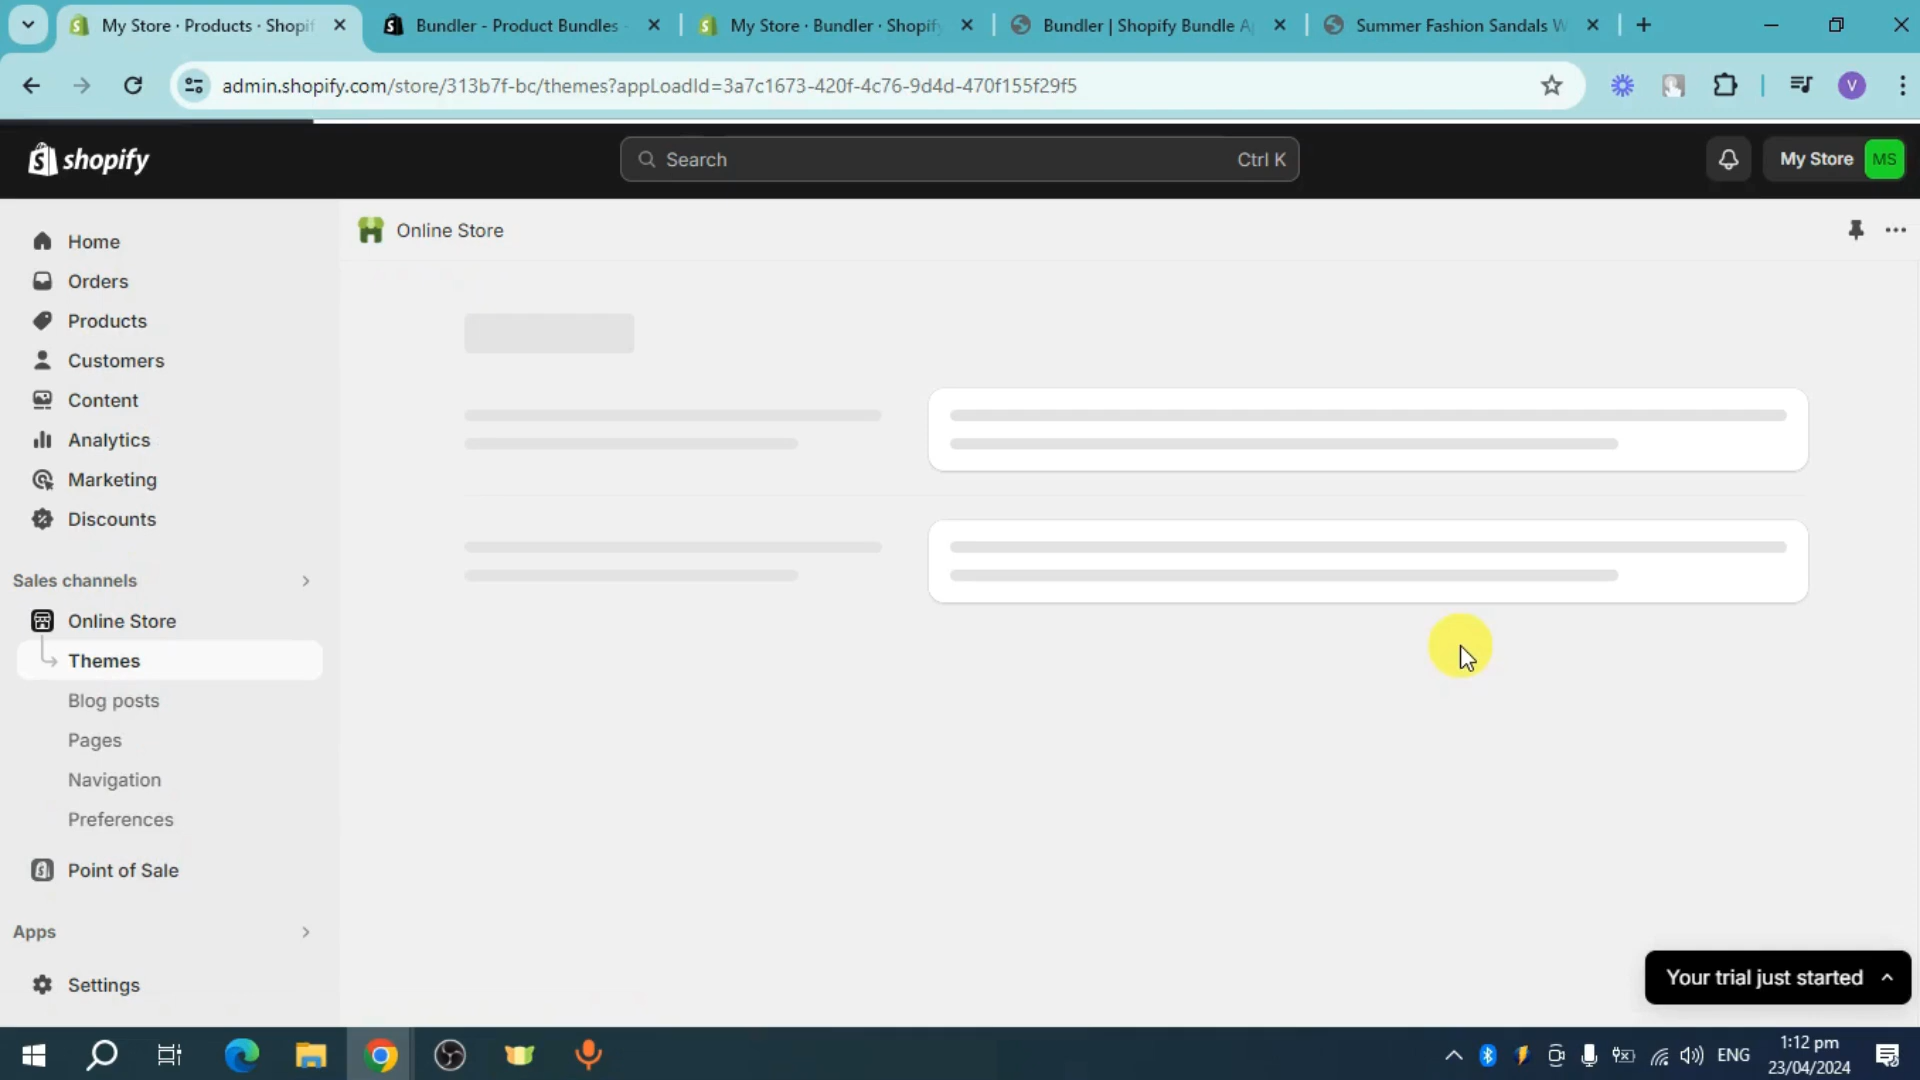 My Store · Products · Shopif
Bundler - Product Bundles -
My Store · Bundler · Shopify
Bundler | Shopify Bundle A
Summer Fashion Sandals W
admin.shopify.com/store/313b7f-bc/themes?appLoadId=3a7c1673-420f-4c76-9d4d-470f155f29f5
V
shopify
Search
Ctrl K
My Store
MS
Home
Orders
Products
Customers
Content
Analytics
Marketing
Discounts
Sales channels
Online Store
Themes
Blog posts
Pages
Navigation
Preferences
Point of Sale
Apps
Settings
Online Store
Your trial just started
ENG
1:12 pm
23/04/2024